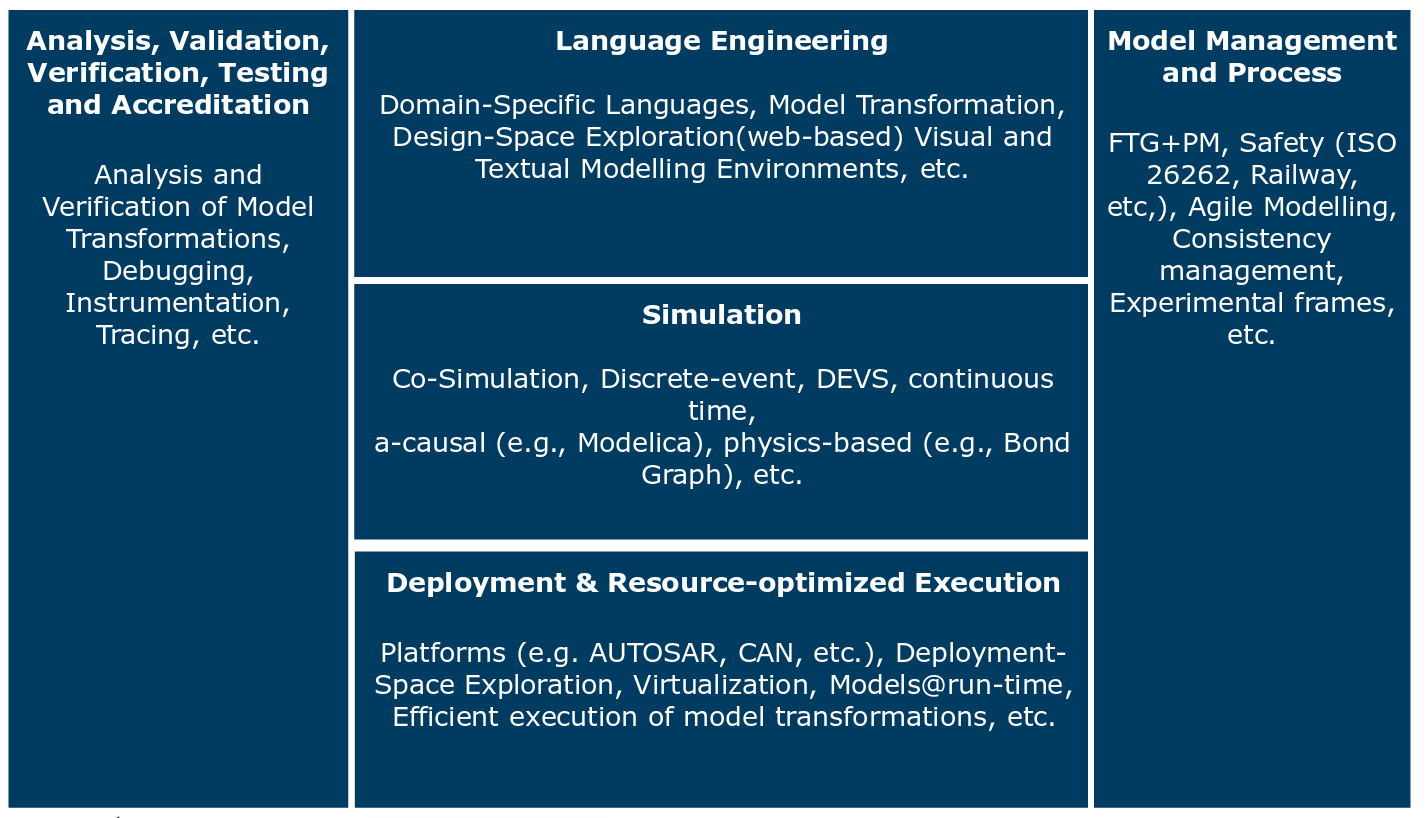 Analysis, Validation,
Verification, Testing
and Accreditation
Analysis and
Verification of Model
Transformations,
Debugging,
Instrumentation,
Tracing, etc.
Language Engineering
Domain-Specific Languages, Model Transformation,
Design-Space Exploration(web-based) Visual and
Textual Modelling Environments, etc.
Simulation
Co-Simulation, Discrete-event, DEVS, continuous
time,
a-causal (e.g., Modelica), physics-based (e.g., Bond
Graph), etc.
Deployment & Resource-optimized Execution
Platforms (e.g. AUTOSAR, CAN, etc.), Deployment-
Space Exploration, Virtualization, Models@run-time,
Efficient execution of model transformations, etc.
Model Management
and Process
FTG+PM, Safety (ISO
26262, Railway,
etc,), Agile Modelling,
Consistency
management,
Experimental frames,
etc.